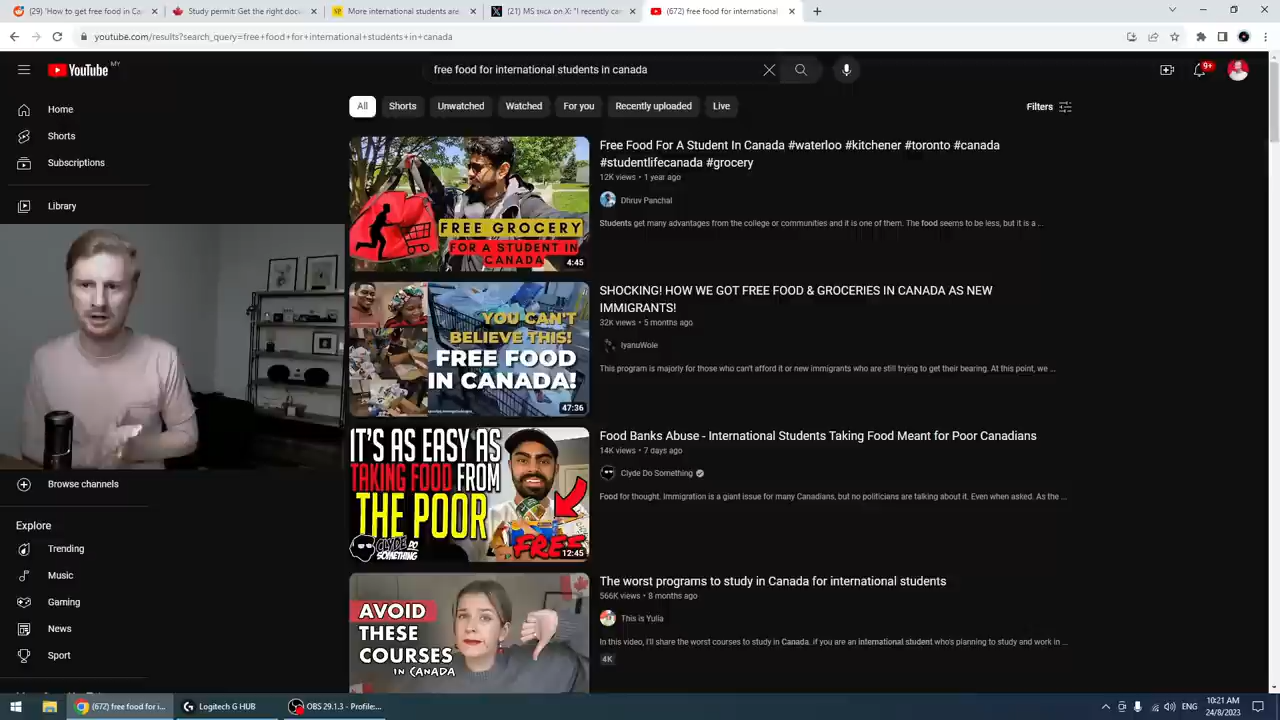 (29) 'How to get free food in Ca
Study permit: Get the right doc
More international students are
(21) MS Sick on X: "I recently car
(672) free food for international
youtube.com/results?search_query=free+food+for+international+students+in+canada
YouTube MY
free food for international students in canada
9+
All
Shorts
Unwatched
Watched
For you
Recently uploaded
Live
Filters
Home
Shorts
Subscriptions
Library
Browse channels
Explore
Trending
Music
Gaming
News
Sport
FREE GROCERY
FOR A STUDENT IN
CANADA
4:45
Free Food For A Student In Canada #waterloo #kitchener #toronto #canada
#studentlifecanada #grocery
12K views • 1 year ago
Dhruv Panchal
Students get many advantages from the college or communities and it is one of them. The food seems to be less, but it is a ...
YOU CAN'T
BELIEVE THIS!
FREE FOOD
IN CANADA!
47:36
SHOCKING! HOW WE GOT FREE FOOD & GROCERIES IN CANADA AS NEW
IMMIGRANTS!
32K views • 5 months ago
IyanuWole
This program is majorly for those who can't afford it or new immigrants who are still trying to get their bearing. At this point, we ...
IT'S AS EASY AS
TAKING FOOD FROM
THE POOR
CLYDE DO
SOMETHING
FREE
12:45
Food Banks Abuse - International Students Taking Food Meant for Poor Canadians
14K views • 7 days ago
Clyde Do Something
Food for thought. Immigration is a giant issue for many Canadians, but no politicians are talking about it. Even when asked. As the ...
AVOID
THESE
COURSES
IN CANADA
The worst programs to study in Canada for international students
566K views • 8 months ago
This is Yulia
In this video, I'll share the worst courses to study in Canada. if you are an international student who's planning to study and work in ...
4K
(672) free food for i...
Logitech G HUB
OBS 29.1.3 - Profile:...
ENG
10:21 AM
24/8/2023